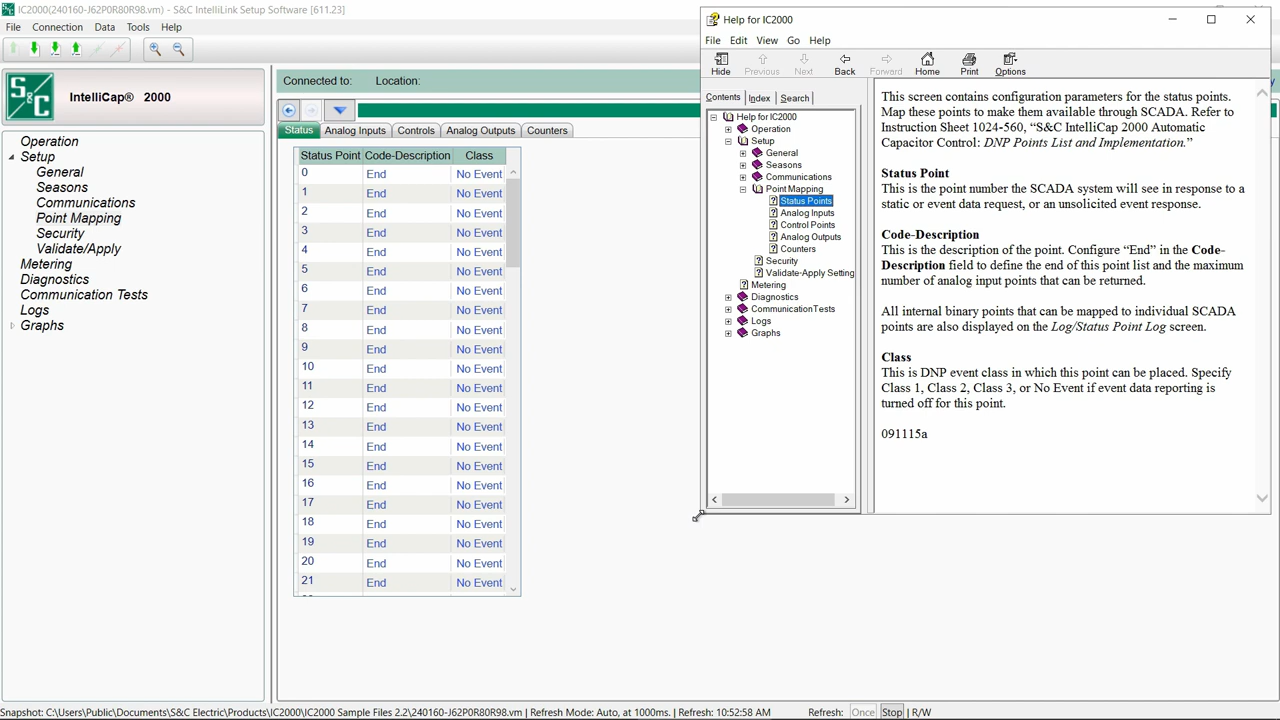 IC2000(240160-J62P0R80R98.vm) - S&C IntelliLink Setup Software [611.23]
File Connection Data Tools Help
S&C
IntelliCap® 2000
Operation
Setup
General
Seasons
Communications
Point Mapping
Security
Validate/Apply
Metering
Diagnostics
Communication Tests
Logs
Graphs
Connected to: Location:
Status Analog Inputs Controls Analog Outputs Counters
Status Point Code-Description Class
0 End No Event
1 End No Event
2 End No Event
3 End No Event
4 End No Event
5 End No Event
6 End No Event
7 End No Event
8 End No Event
9 End No Event
10 End No Event
11 End No Event
12 End No Event
13 End No Event
14 End No Event
15 End No Event
16 End No Event
17 End No Event
18 End No Event
19 End No Event
20 End No Event
21 End No Event
Help for IC2000
File Edit View Go Help
Hide Previous Next Back Forward Home Print Options
Contents Index Search
Help for IC2000
Operation
Setup
General
Seasons
Communications
Point Mapping
Status Points
Analog Inputs
Control Points
Analog Outputs
Counters
Security
Validate-Apply Setting
Metering
Diagnostics
CommunicationTests
Logs
Graphs
This screen contains configuration parameters for the status points.
Map these points to make them available through SCADA. Refer to
Instruction Sheet 1024-560, “S&C IntelliCap 2000 Automatic
Capacitor Control: DNP Points List and Implementation.”
Status Point
This is the point number the SCADA system will see in response to a
static or event data request, or an unsolicited event response.
Code-Description
This is the description of the point. Configure “End” in the Code-
Description field to define the end of this point list and the maximum
number of analog input points that can be returned.
All internal binary points that can be mapped to individual SCADA
points are also displayed on the Log/Status Point Log screen.
Class
This is DNP event class in which this point can be placed. Specify
Class 1, Class 2, Class 3, or No Event if event data reporting is
turned off for this point.
091115a
Snapshot: C:\Users\Public\Documents\S&C Electric\Products\IC2000\IC2000 Sample Files 2.2\240160-J62P0R80R98.vm | Refresh Mode: Auto, at 1000ms. | Refresh: 10:52:58 AM Refresh: Once Stop | R/W